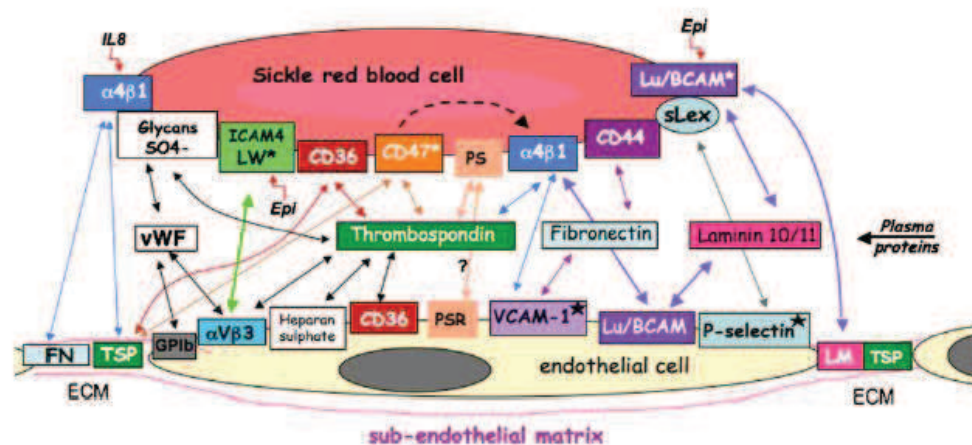 IL8
Epi
Sickle red blood cell
α4β1
Lu/BCAM*
sLex
Glycans
SO4-
ICAM4
LW*
CD36
CD47*
PS
α4β1
CD44
Epi
vWF
Thrombospondin
Fibronectin
Laminin 10/11
Plasma
proteins
?
FN
TSP
GPIb
αVβ3
Heparan
sulphate
CD36
PSR
VCAM-1★
Lu/BCAM
P-selectin★
LM
TSP
ECM
endothelial cell
ECM
sub-endothelial matrix